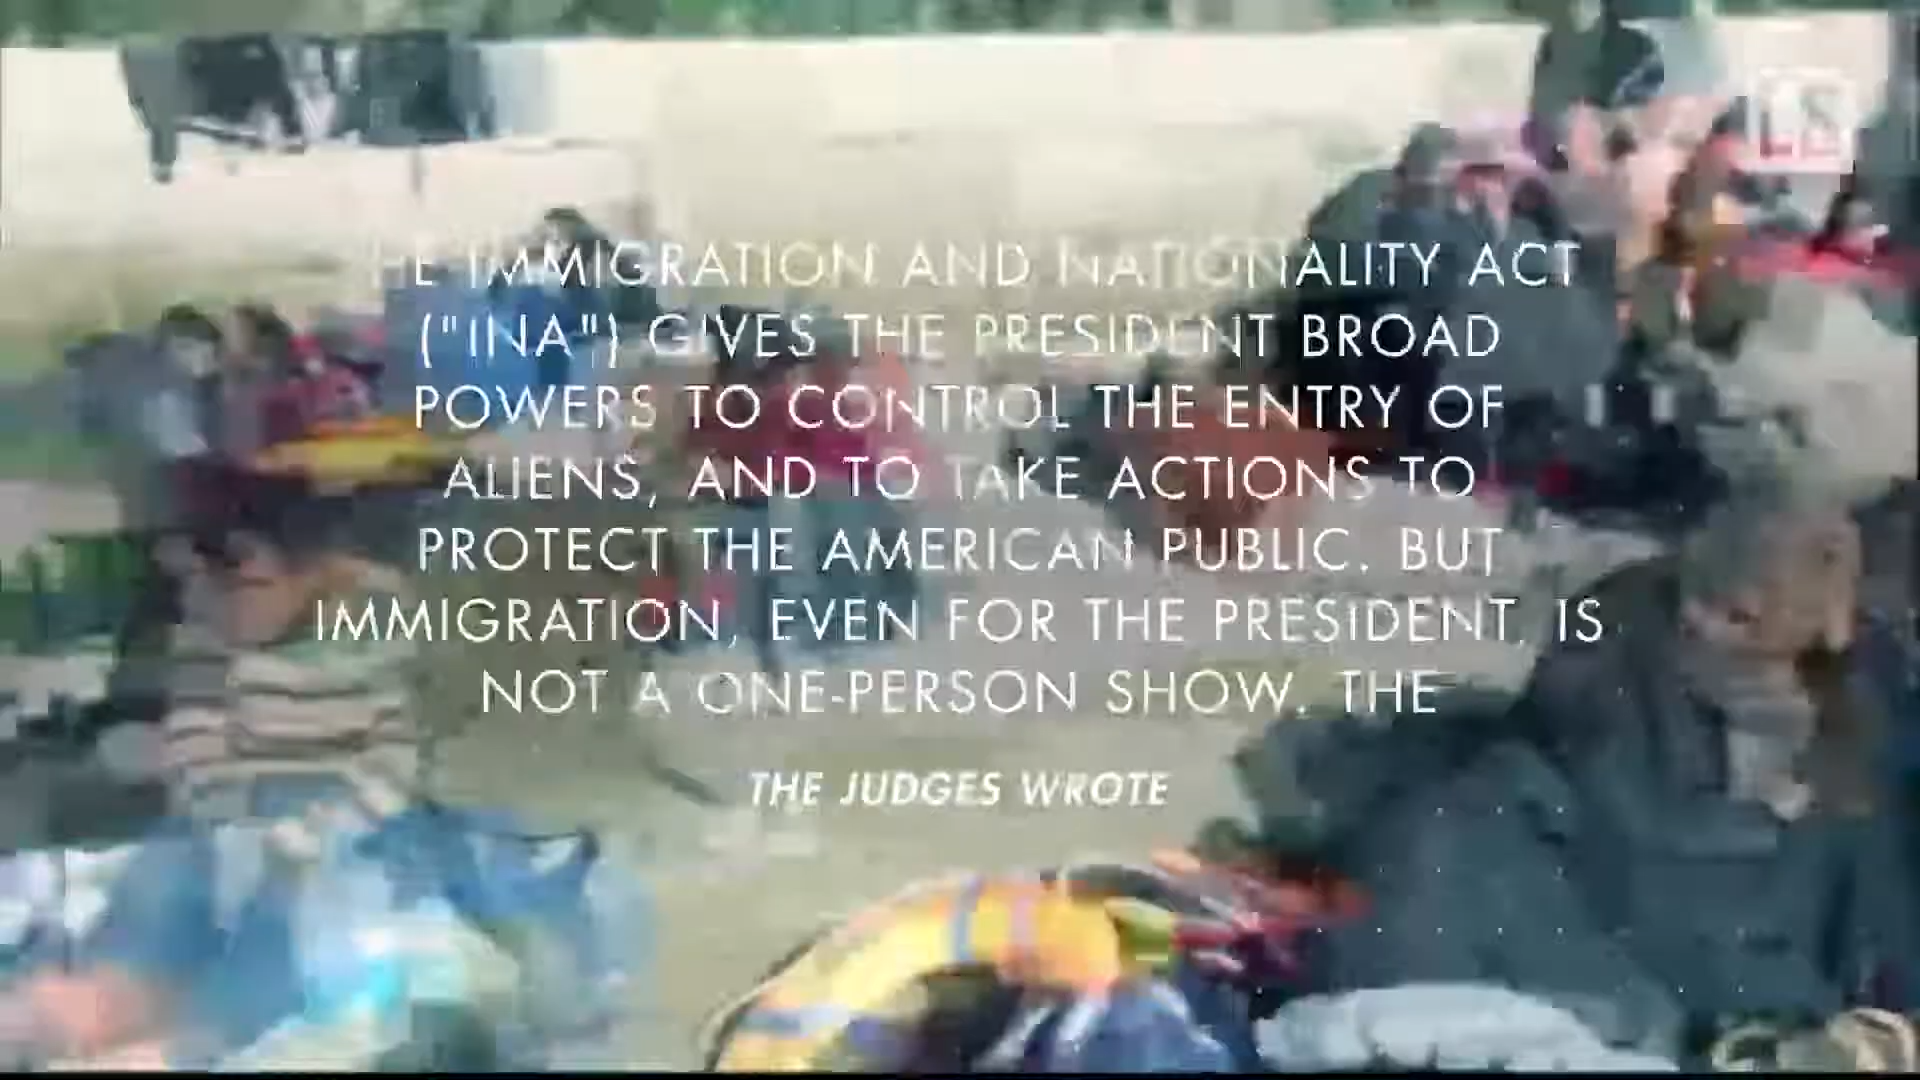 LS
THE IMMIGRATION AND NATIONALITY ACT
("INA") GIVES THE PRESIDENT BROAD
POWERS TO CONTROL THE ENTRY OF
ALIENS, AND TO TAKE ACTIONS TO
PROTECT THE AMERICAN PUBLIC. BUT
IMMIGRATION, EVEN FOR THE PRESIDENT, IS
NOT A ONE-PERSON SHOW. THE
THE JUDGES WROTE